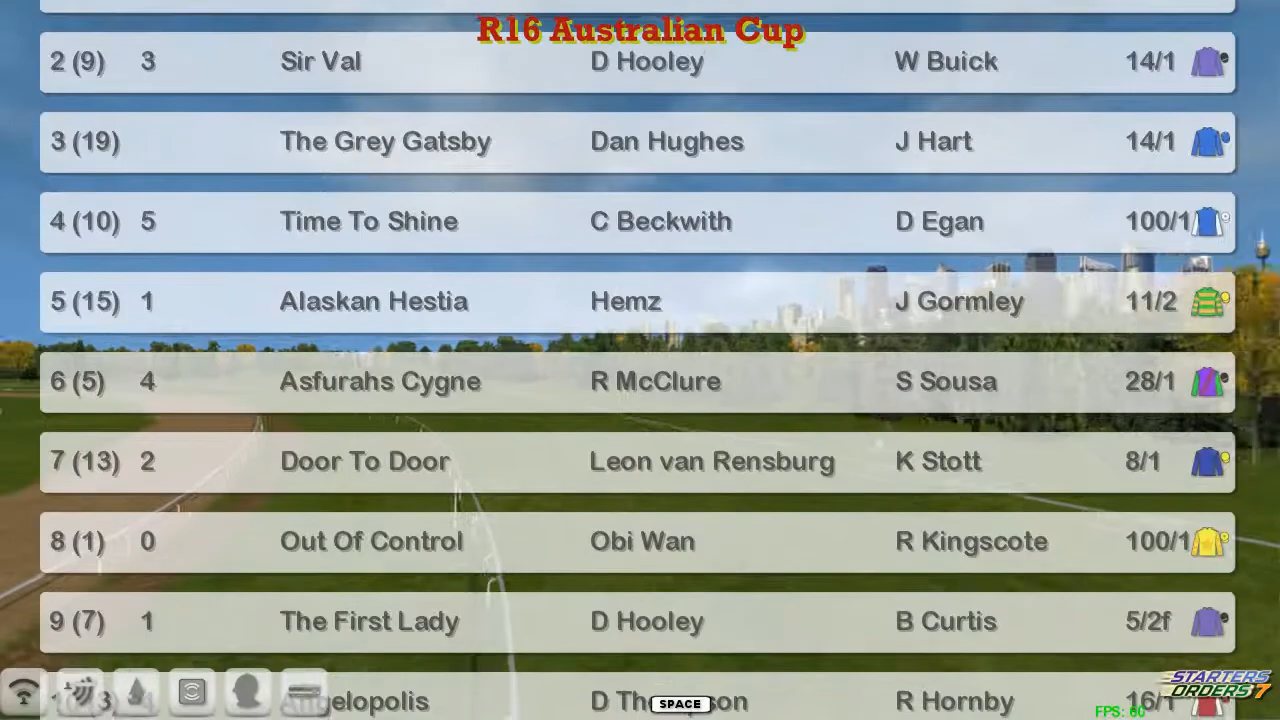 R16 Australian Cup
2 (9) 3 Sir Val D Hooley W Buick 14/1
3 (19) The Grey Gatsby Dan Hughes J Hart 14/1
4 (10) 5 Time To Shine C Beckwith D Egan 100/1
5 (15) 1 Alaskan Hestia Hemz J Gormley 11/2
6 (5) 4 Asfurahs Cygne R McClure S Sousa 28/1
7 (13) 2 Door To Door Leon van Rensburg K Stott 8/1
8 (1) 0 Out Of Control Obi Wan R Kingscote 100/1
9 (7) 1 The First Lady D Hooley B Curtis 5/2f
R Hornby 16/1
SPACE
STARTERS
ORDERS 7
FPS: 60